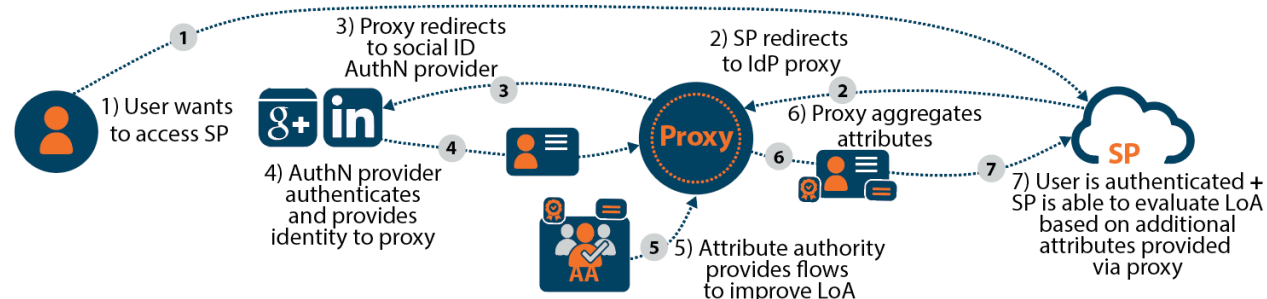 1
1) User wants
to access SP
3) Proxy redirects
to social ID
AuthN provider
3
g+
in
4
4) AuthN provider
authenticates
and provides
identity to proxy
2) SP redirects
to IdP proxy
2
Proxy
6) Proxy aggregates
attributes
6
7
AA
5
5) Attribute authority
provides flows
to improve LoA
SP
7) User is authenticated +
SP is able to evaluate LoA
based on additional
attributes provided
via proxy